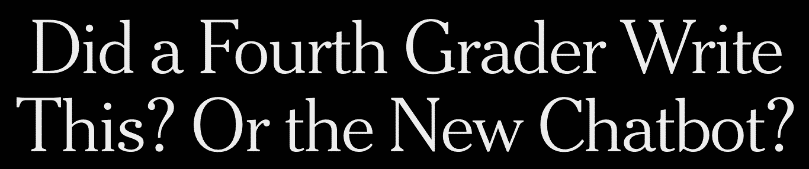 Did a Fourth Grader Write
This? Or the New Chatbot?